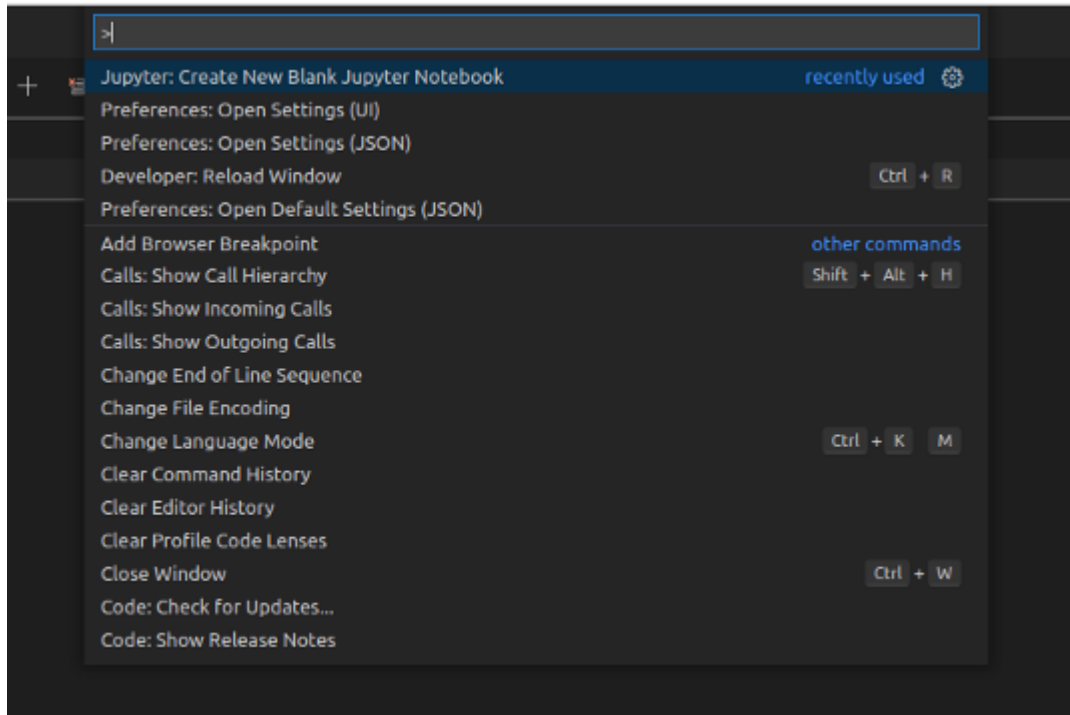 >
Jupyter: Create New Blank Jupyter Notebook recently used
Preferences: Open Settings (UI)
Preferences: Open Settings (JSON)
Developer: Reload Window Ctrl + R
Preferences: Open Default Settings (JSON)
Add Browser Breakpoint other commands
Calls: Show Call Hierarchy Shift + Alt + H
Calls: Show Incoming Calls
Calls: Show Outgoing Calls
Change End of Line Sequence
Change File Encoding
Change Language Mode Ctrl + K M
Clear Command History
Clear Editor History
Clear Profile Code Lenses
Close Window Ctrl + W
Code: Check for Updates...
Code: Show Release Notes